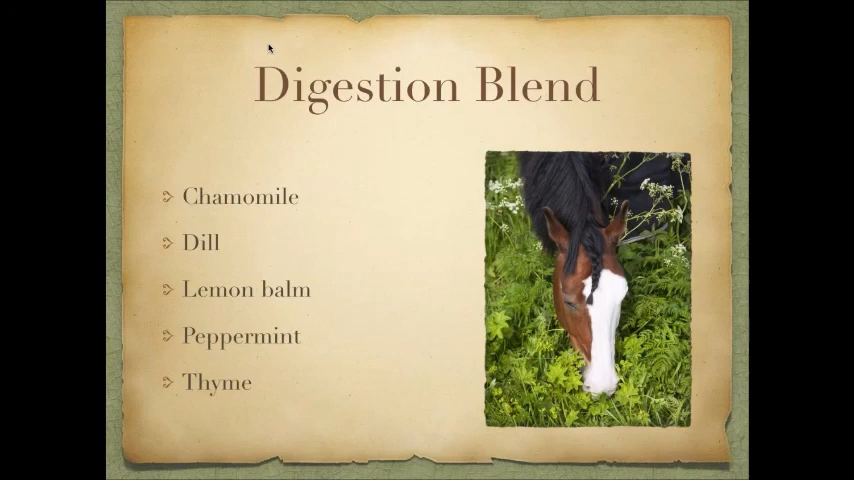 Digestion Blend
Chamomile
Dill
Lemon balm
Peppermint
Thyme